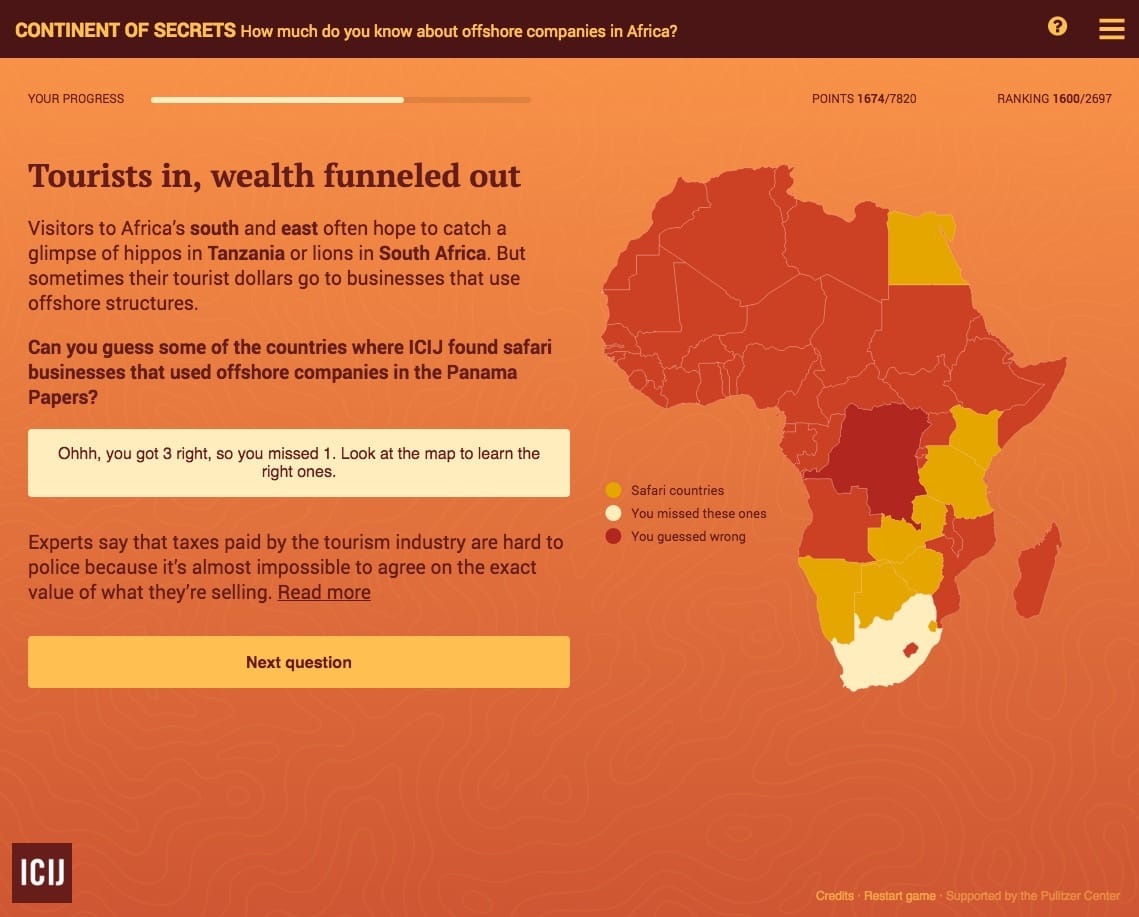 CONTINENT OF SECRETS How much do you know about offshore companies in Africa?
?
YOUR PROGRESS
POINTS 1674/7820
RANKING 1600/2697
Tourists in, wealth funneled out
Visitors to Africa's south and east often hope to catch a
glimpse of hippos in Tanzania or lions in South Africa. But
sometimes their tourist dollars go to businesses that use
offshore structures.
Can you guess some of the countries where ICIJ found safari
businesses that used offshore companies in the Panama
Papers?
Ohhh, you got 3 right, so you missed 1. Look at the map to learn the
right ones.
Safari countries
You missed these ones
You guessed wrong
Experts say that taxes paid by the tourism industry are hard to
police because it's almost impossible to agree on the exact
value of what they're selling. Read more
Next question
ICIJ
Credits · Restart game · Supported by the Pulitzer Center